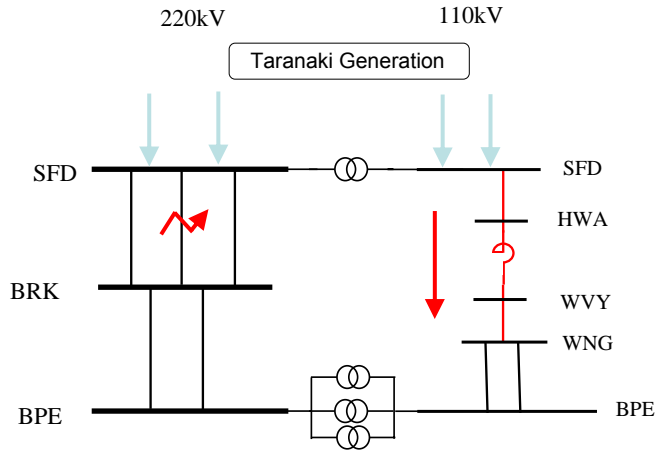 220kV
110kV
Taranaki Generation
SFD
SFD
HWA
BRK
WVY
WNG
BPE
BPE